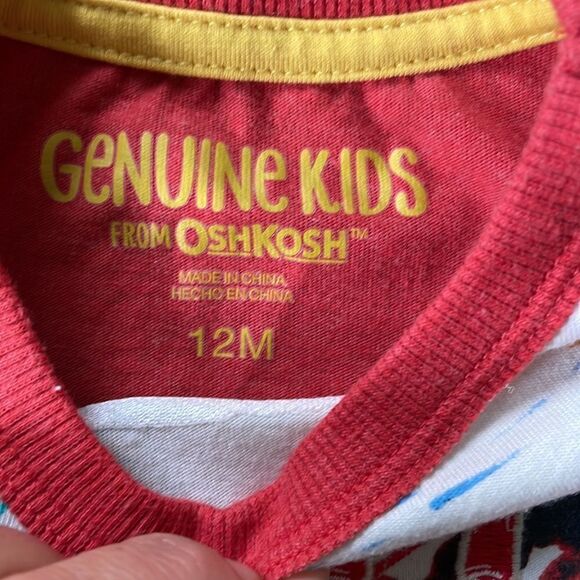 GENUINE KIDS
FROM OSHKOSH™
MADE IN CHINA
HECHO EN CHINA
12M